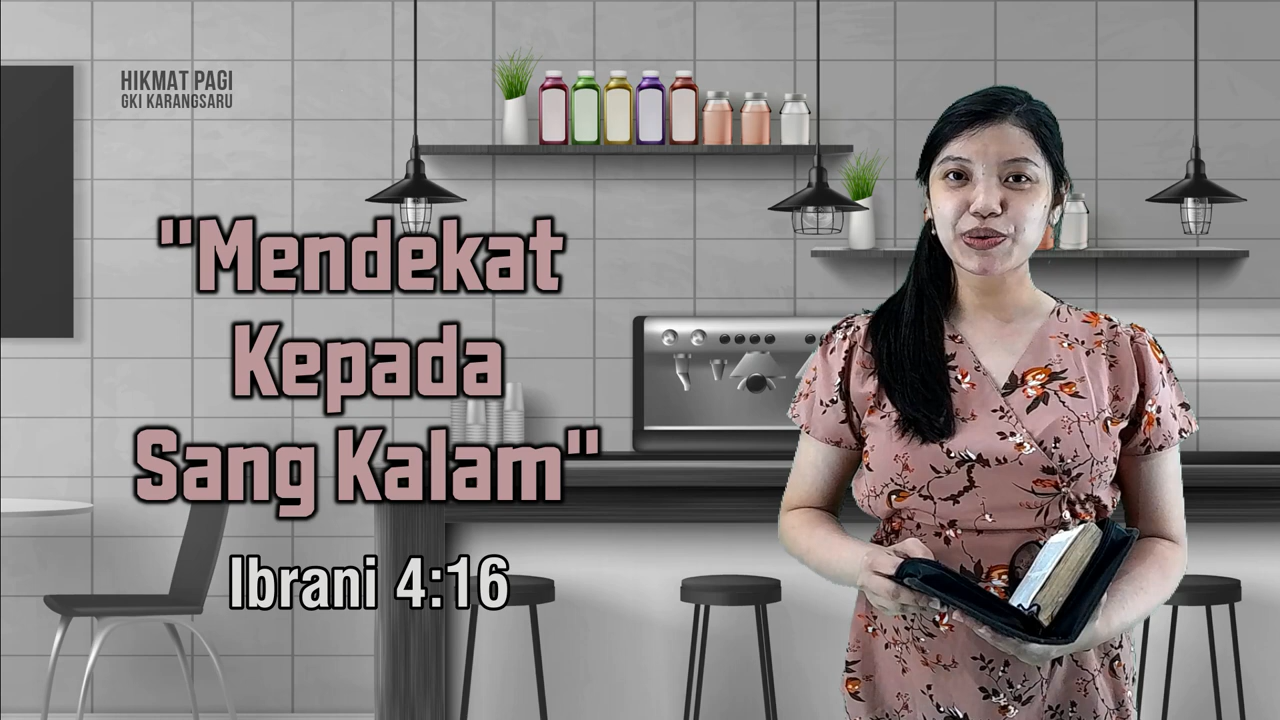 HIKMAT PAGI
GKI KARANGSARU
"Mendekat
Kepada
Sang Kalam"
Ibrani 4:16